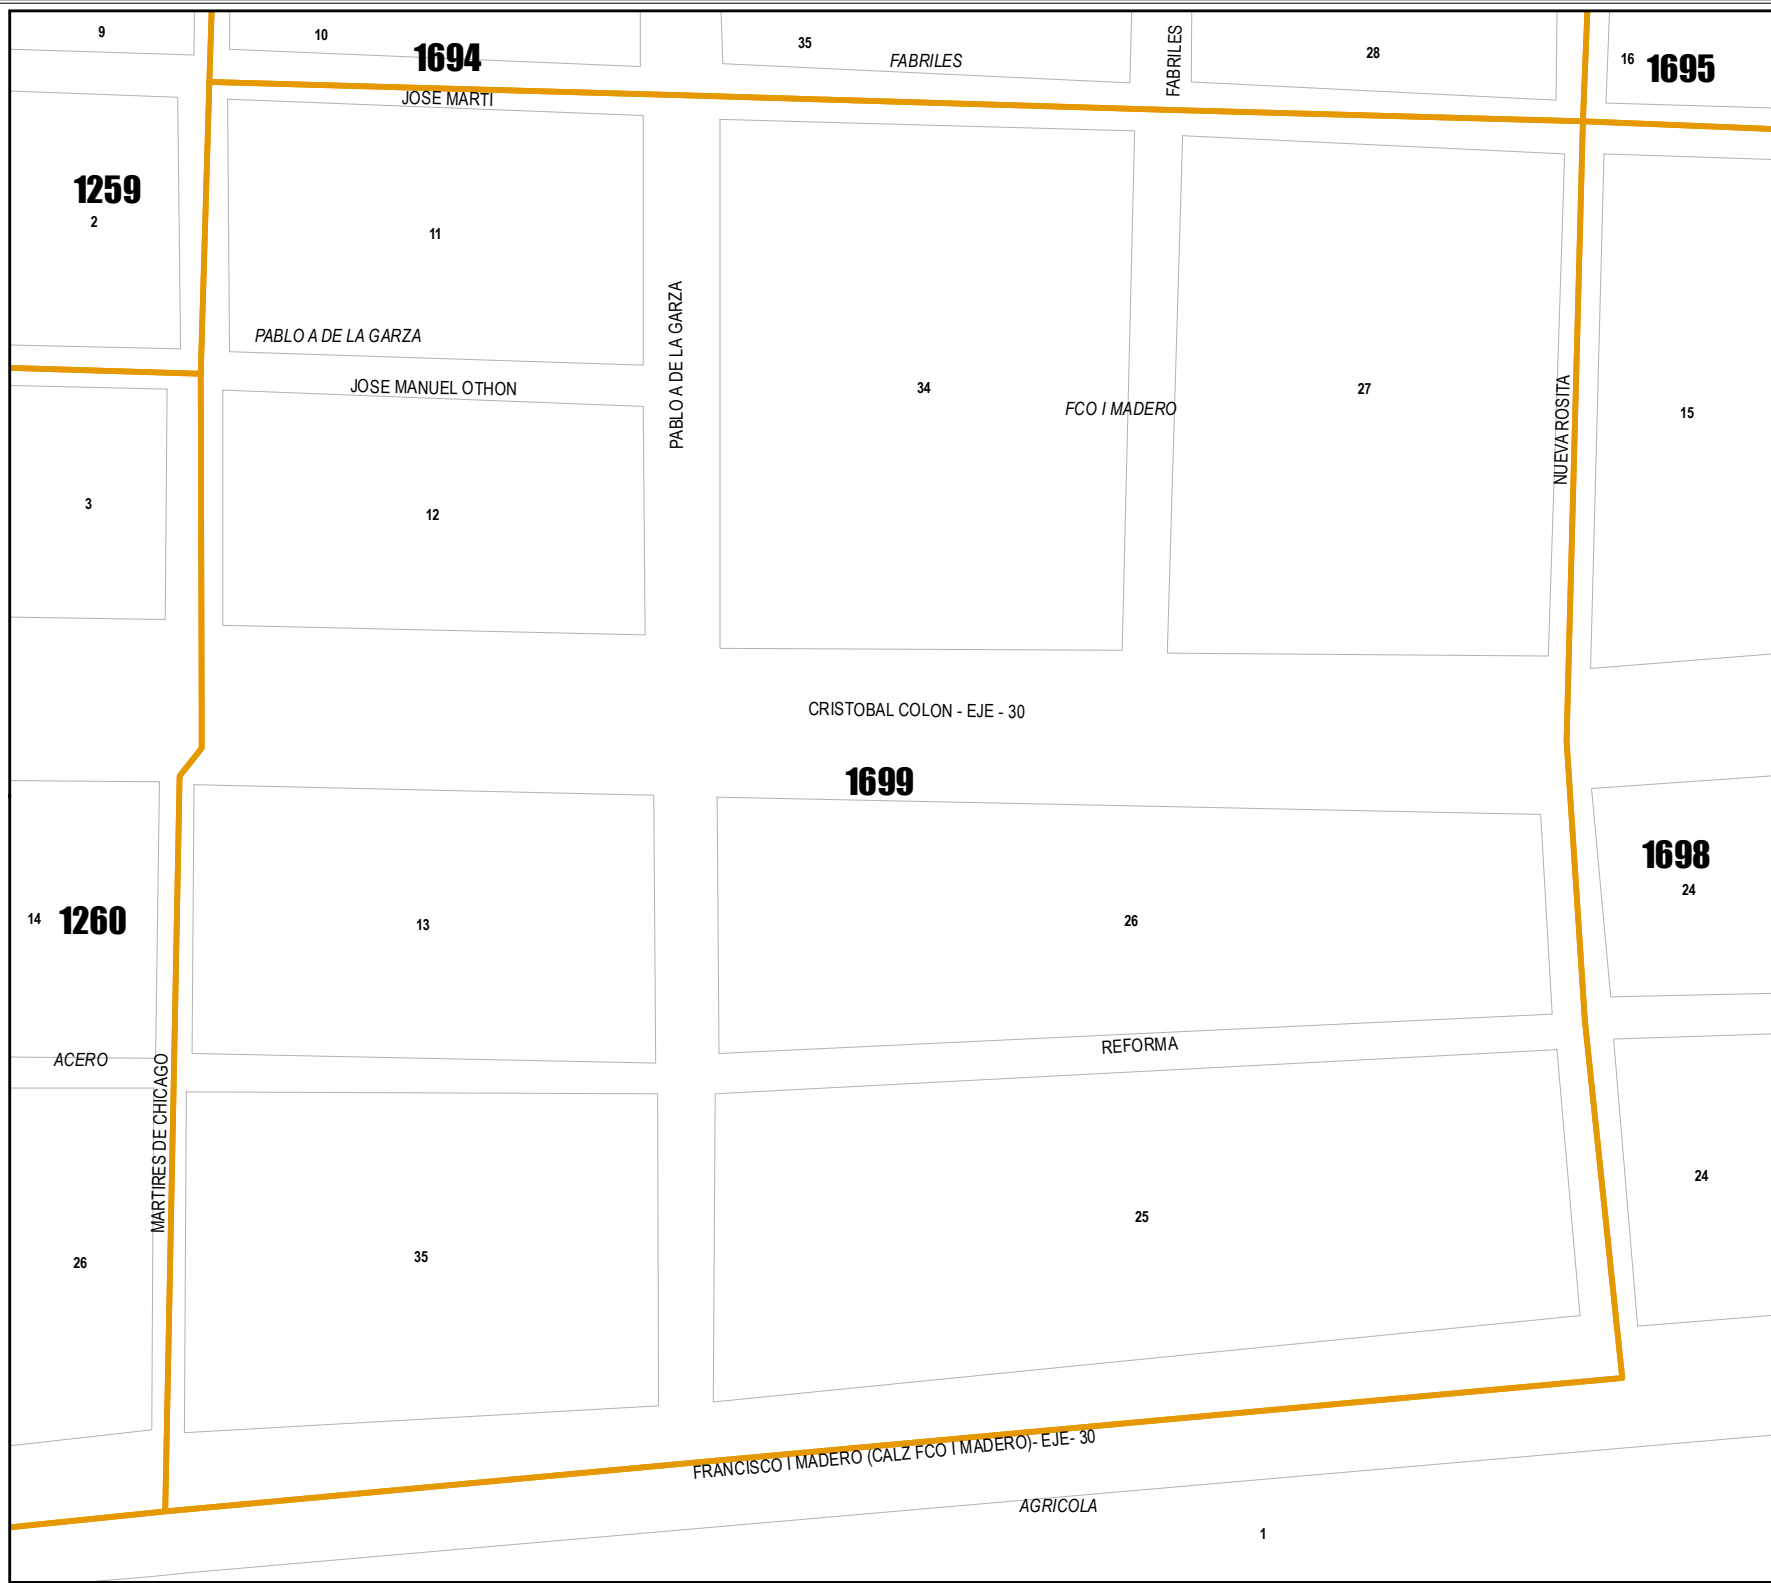 9
10
1694
35
FABRILES
FABRILES
28
16
1695
JOSE MARTI
1259
2
11
PABLO A DE LA GARZA
PABLO A DE LA GARZA
JOSE MANUEL OTHON
34
FCO I MADERO
27
NUEVA ROSITA
15
3
12
CRISTOBAL COLON - EJE - 30
1699
1698
24
14
1260
13
26
ACERO
MARTIRES DE CHICAGO
REFORMA
24
25
26
35
FRANCISCO I MADERO (CALZ FCO I MADERO)- EJE- 30
AGRICOLA
1